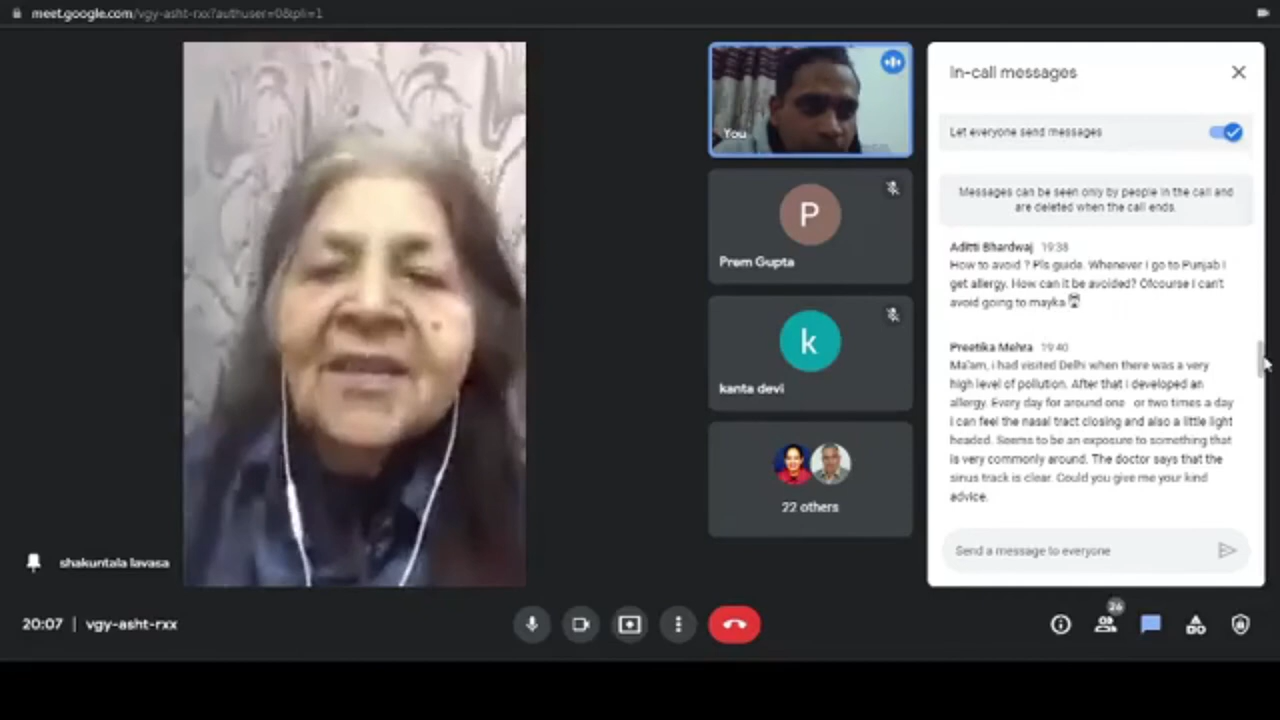 meet.google.com/vgy-asht-rxx?authuser=0&pli=1
You
P
Prem Gupta
k
kanta devi
22 others
shakuntala lavasa
In-call messages
Let everyone send messages
Messages can be seen only by people in the call and
are deleted when the call ends.
Aditti Bhardwaj 19:38
How to avoid ? Pls guide. Whenever I go to Punjab I
get allergy. How can it be avoided? Ofcourse I can't
avoid going to mayka
Preetika Mehra 19:40
Ma'am, i had visited Delhi when there was a very
high level of pollution. After that i developed an
allergy. Every day for around one or two times a day
I can feel the nasal tract closing and also a little light
headed. Seems to be an exposure to something that
is very commonly around. The doctor says that the
sinus track is clear. Could you give me your kind
advice.
Send a message to everyone
20:07 | vgy-asht-rxx
26